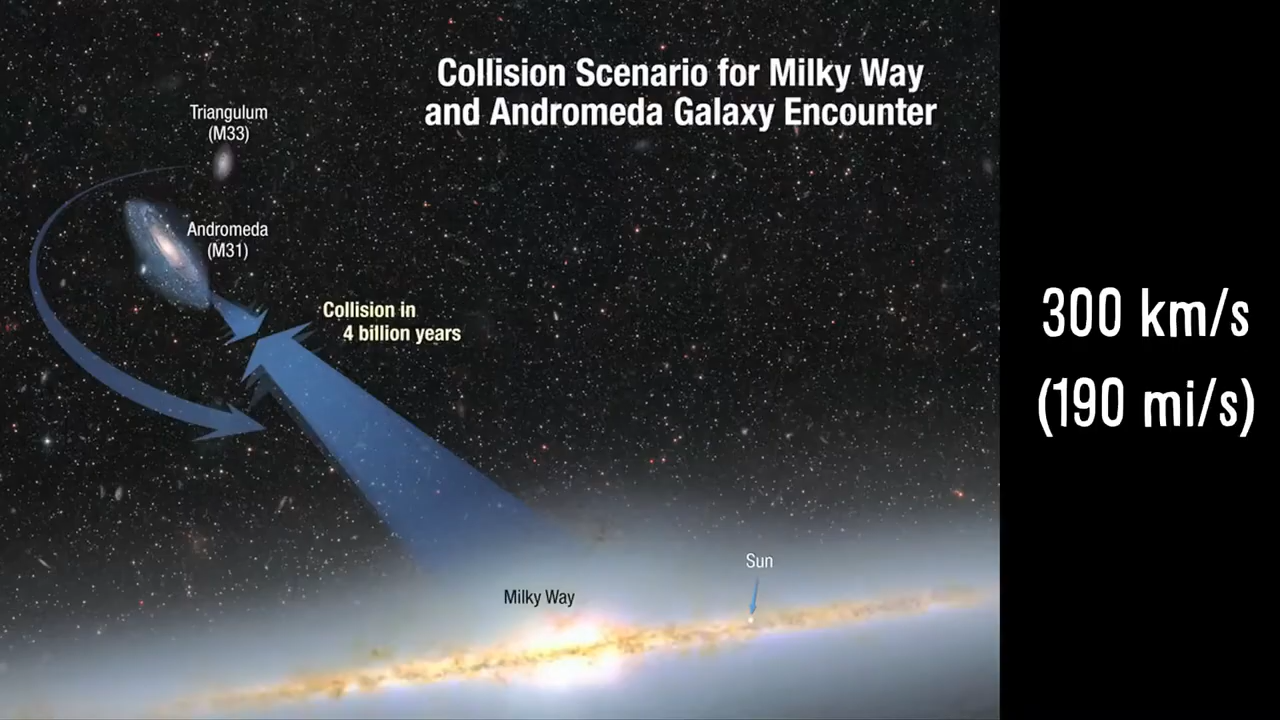 Collision Scenario for Milky Way
and Andromeda Galaxy Encounter
Triangulum
(M33)
Andromeda
(M31)
Collision in
4 billion years
300 km/s
(190 mi/s)
Sun
Milky Way